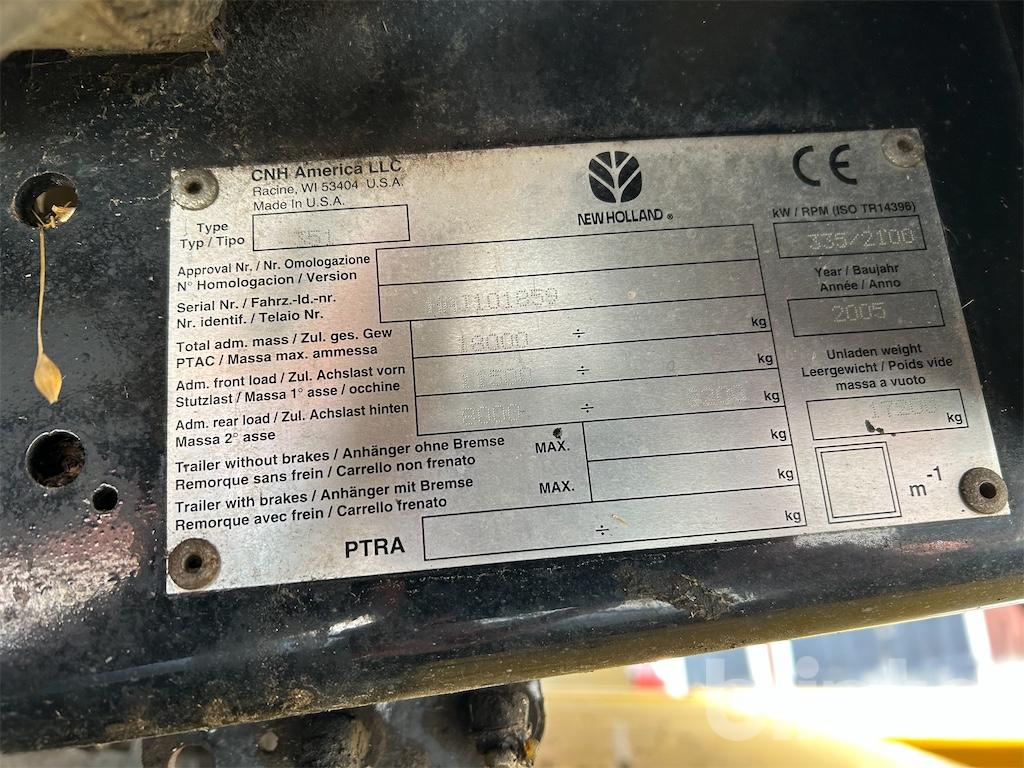 CNH America LLC
Racine, WI 53404 U.S.A.
Made in U.S.A.
Type
Typ / Tipo
351
NEW HOLLAND ®
CE
kW / RPM (ISO TR14396)
335/2100
Approval Nr. / Nr. Omologazione
N° Homologacion / Version
Serial Nr. / Fahrz.-Id.-nr.
Nr. identif. / Telaio Nr.
Year / Baujahr
Année / Anno
2005
Total adm. mass / Zul. ges. Gew
PTAC / Massa max. ammessa
18000 ÷ kg
Adm. front load / Zul. Achslast vorn
Stutzlast / Massa 1° asse / occhine
÷ kg
Adm. rear load / Zul. Achslast hinten
Massa 2° asse
÷ kg
Unladen weight
Leergewicht / Poids vide
massa a vuoto
kg
Trailer without brakes / Anhänger ohne Bremse
Remorque sans frein / Carrello non frenato
MAX.
kg
Trailer with brakes / Anhänger mit Bremse
Remorque avec frein / Carrello frenato
MAX.
kg
m-1
PTRA
÷ kg